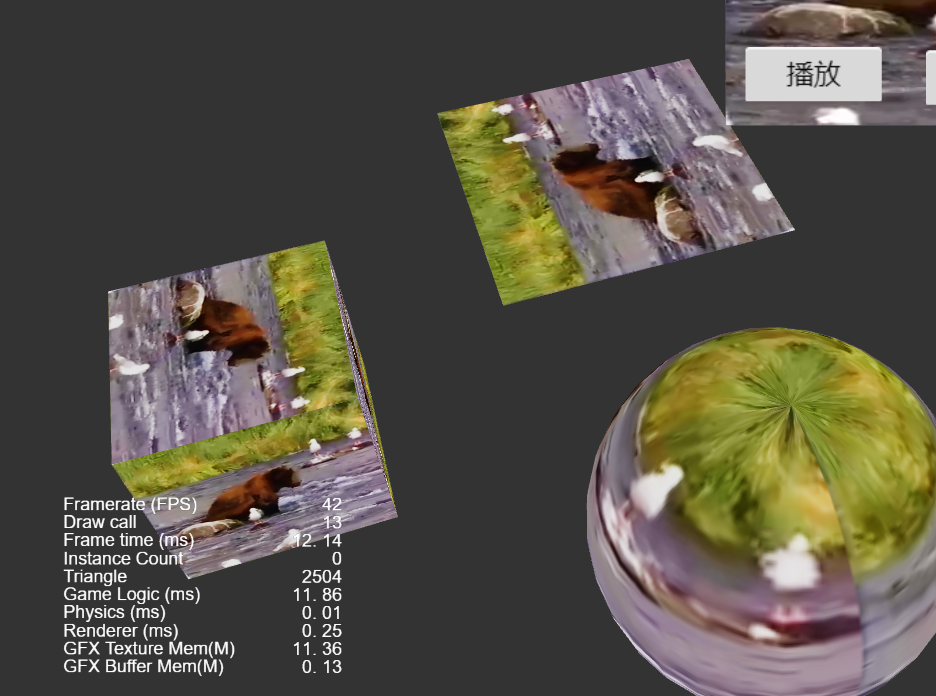 播放
Framerate (FPS) 42
Draw call 13
Frame time (ms) 12. 14
Instance Count 0
Triangle 2504
Game Logic (ms) 11. 86
Physics (ms) 0. 01
Renderer (ms) 0. 25
GFX Texture Mem(M) 11. 36
GFX Buffer Mem(M) 0. 13